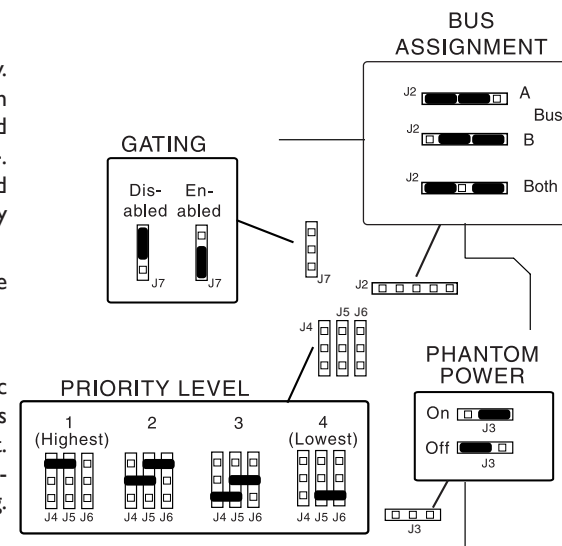 BUS
ASSIGNMENT
J2
A
Bus
J2
B
J2
Both
GATING
Dis-
abled
En-
abled
J7
J7
J7
J2
J4
J5 J6
PRIORITY LEVEL
1
(Highest)
2
3
4
(Lowest)
J4 J5 J6
J4 J5 J6
J4 J5 J6
J4 J5 J6
PHANTOM
POWER
On
J3
Off
J3
J3